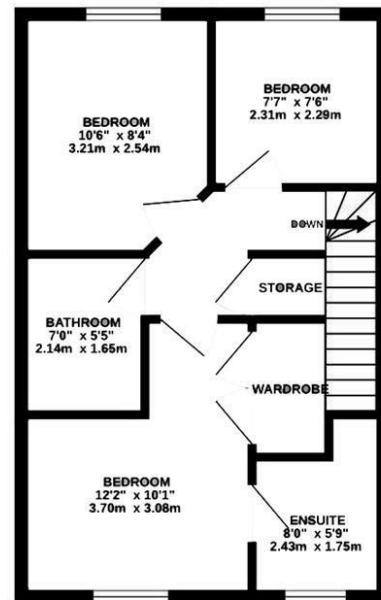 BEDROOM
10'6" x 8'4"
3.21m x 2.54m
BEDROOM
7'7" x 7'6"
2.31m x 2.29m
DOWN
STORAGE
BATHROOM
7'0" x 5'5"
2.14m x 1.65m
WARDROBE
BEDROOM
12'2" x 10'1"
3.70m x 3.08m
ENSUITE
8'0" x 5'9"
2.43m x 1.75m